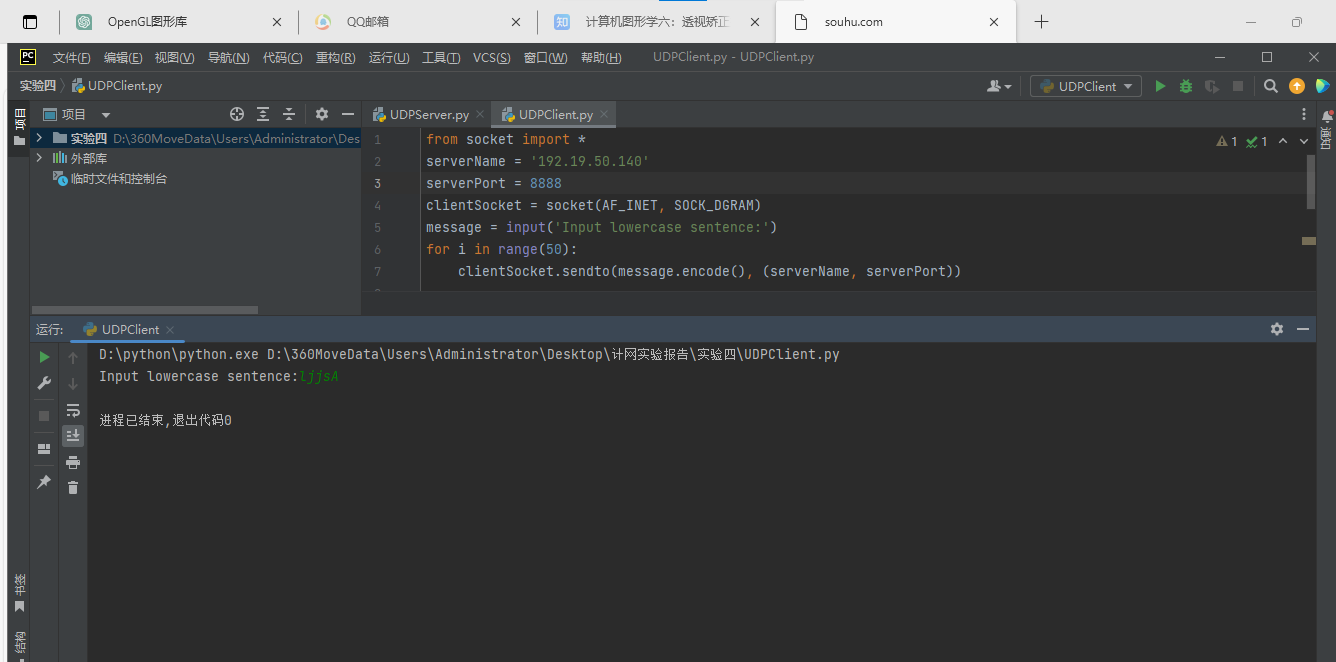 OpenGL图形库
QQ邮箱
计算机图形学六：透视矫正
souhu.com
文件(F) 编辑(E) 视图(V) 导航(N) 代码(C) 重构(R) 运行(U) 工具(T) VCS(S) 窗口(W) 帮助(H) UDPClient.py - UDPClient.py
实验四 UDPClient.py
UDPClient
项目
项目
UDPServer.py
UDPClient.py
通知
实验四 D:\360MoveData\Users\Administrator\Des
外部库
临时文件和控制台
1 from socket import *
2 serverName = '192.19.50.140'
3 serverPort = 8888
4 clientSocket = socket(AF_INET, SOCK_DGRAM)
5 message = input('Input lowercase sentence:')
6 for i in range(50):
7 clientSocket.sendto(message.encode(), (serverName, serverPort))
1 1
运行: UDPClient
D:\python\python.exe D:\360MoveData\Users\Administrator\Desktop\计网实验报告\实验四\UDPClient.py
Input lowercase sentence:ljjsA
进程已结束,退出代码0
书签
结构